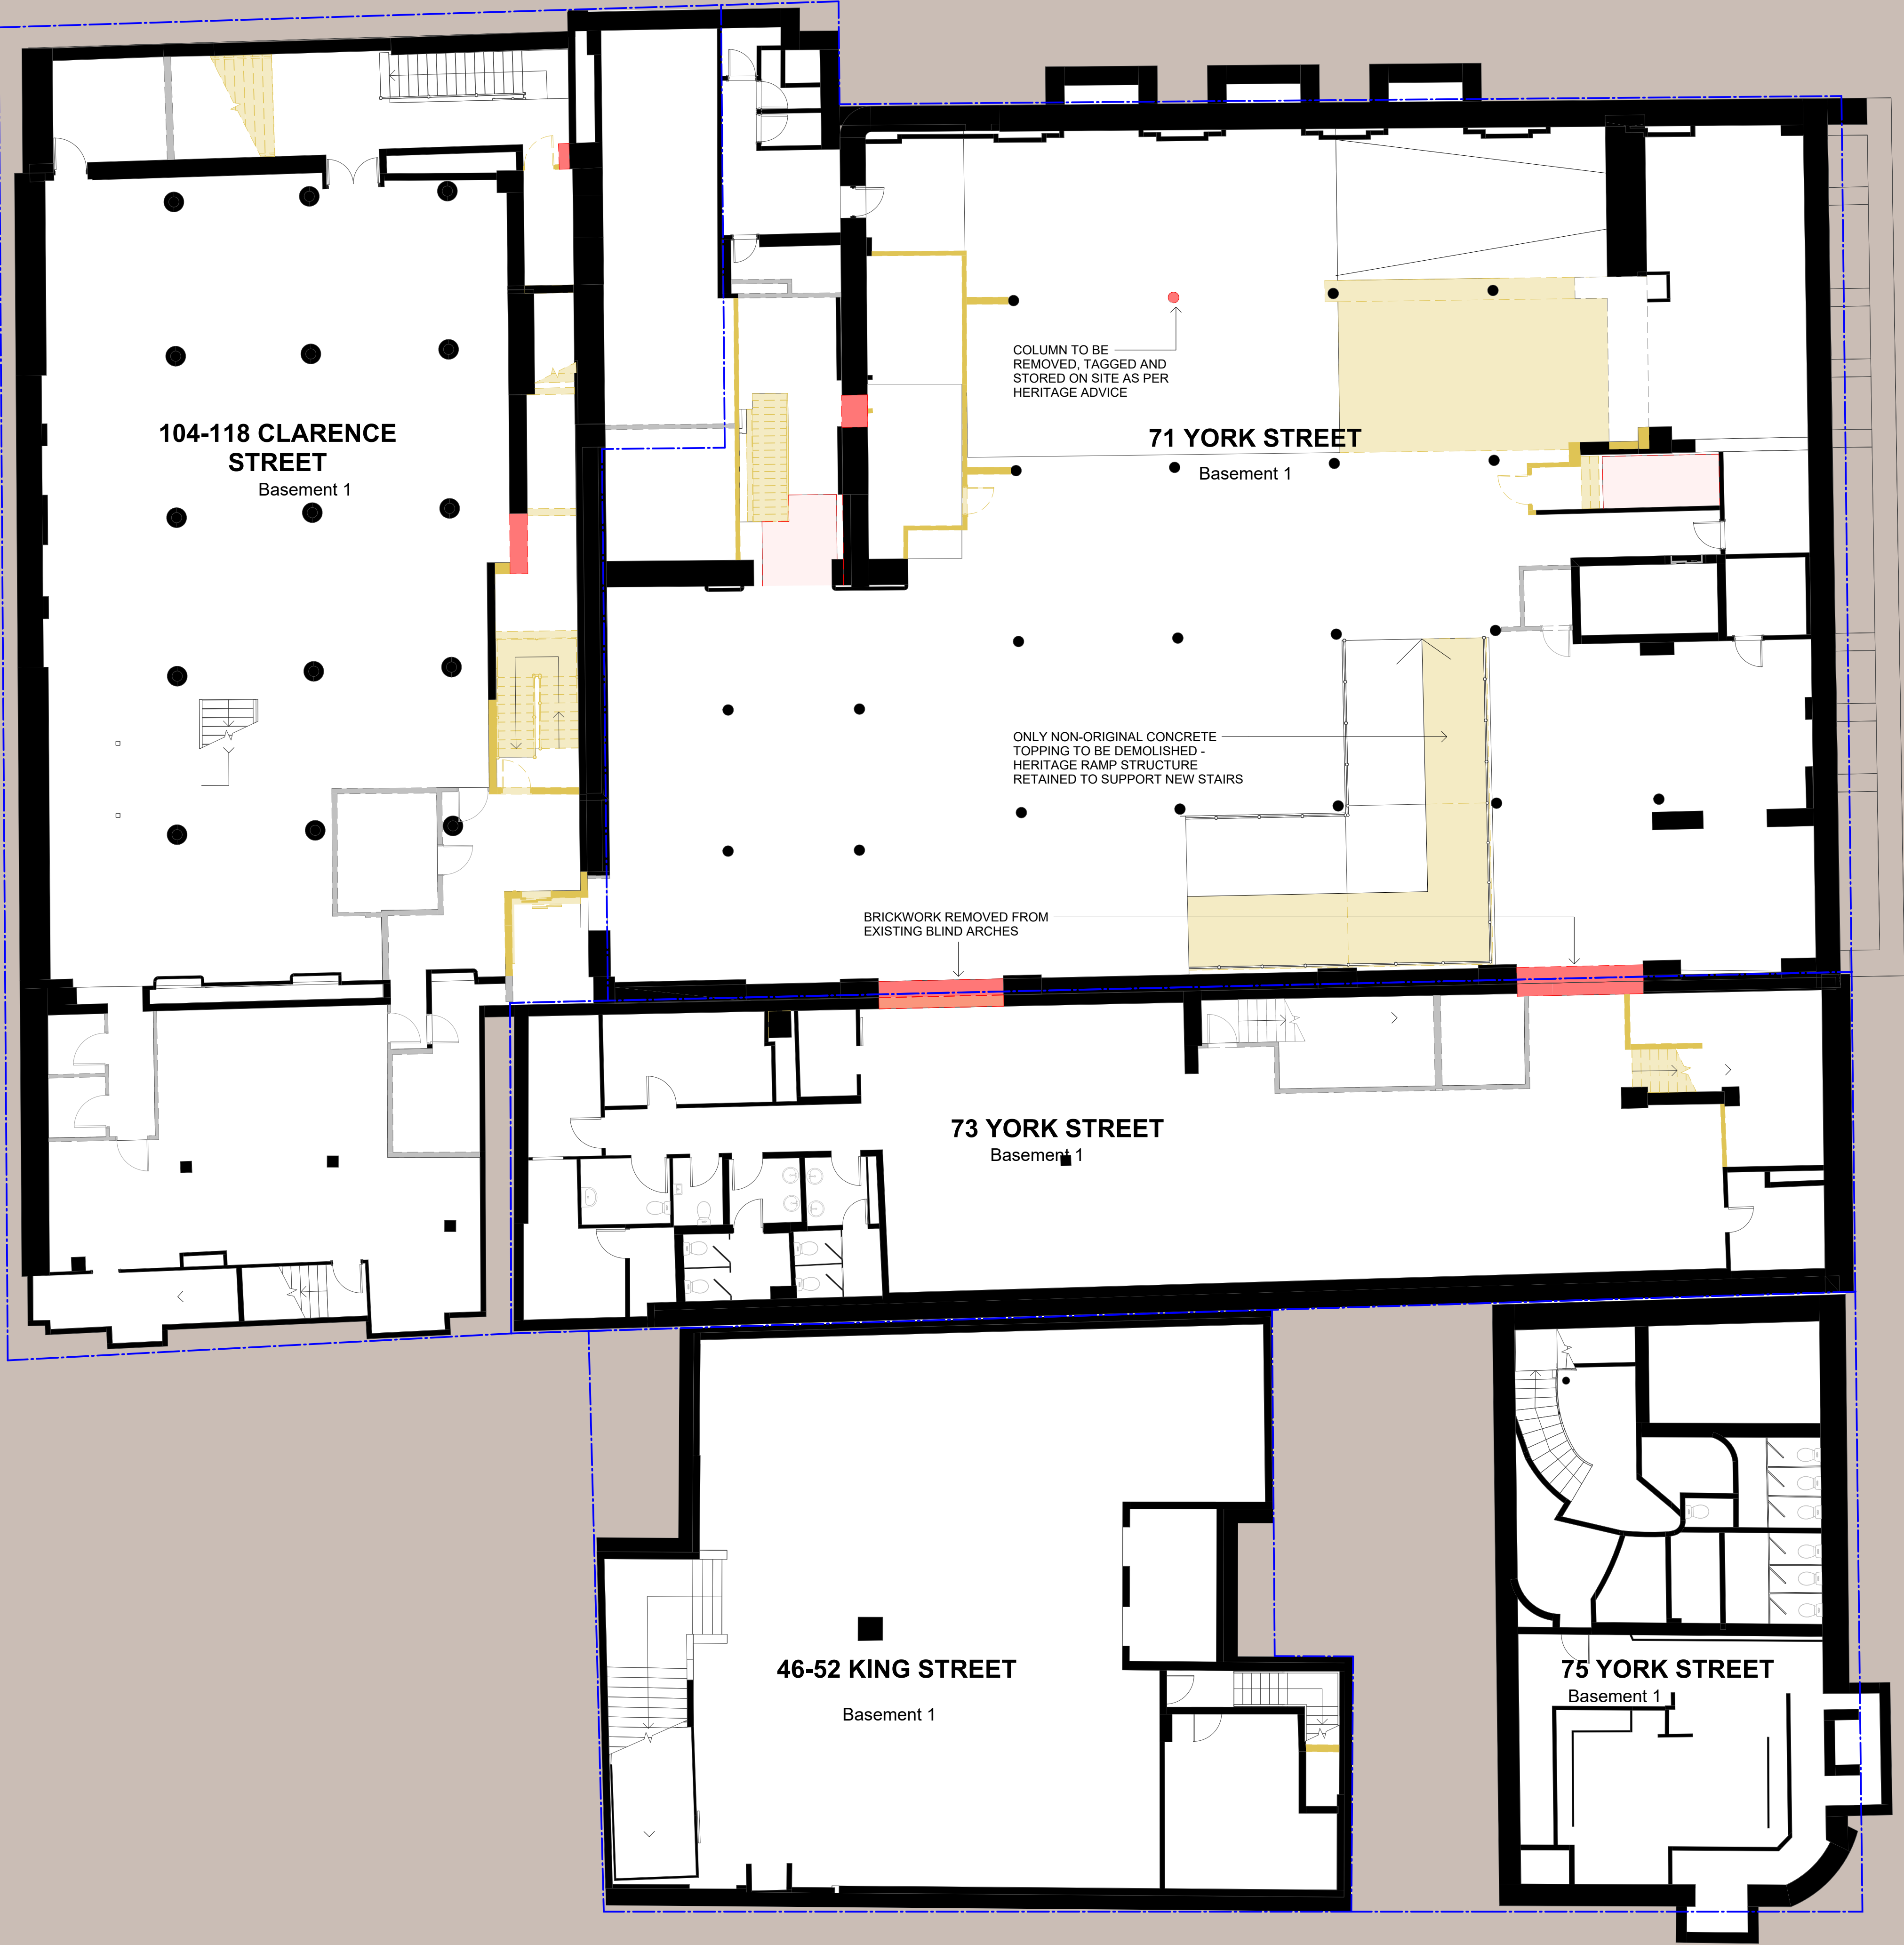 COLUMN TO BE
REMOVED, TAGGED AND
STORED ON SITE AS PER
HERITAGE ADVICE
104-118 CLARENCE
STREET
Basement 1
71 YORK STREET
Basement 1
ONLY NON-ORIGINAL CONCRETE
TOPPING TO BE DEMOLISHED -
HERITAGE RAMP STRUCTURE
RETAINED TO SUPPORT NEW STAIRS
BRICKWORK REMOVED FROM
EXISTING BLIND ARCHES
73 YORK STREET
Basement 1
46-52 KING STREET
Basement 1
75 YORK STREET
Basement 1